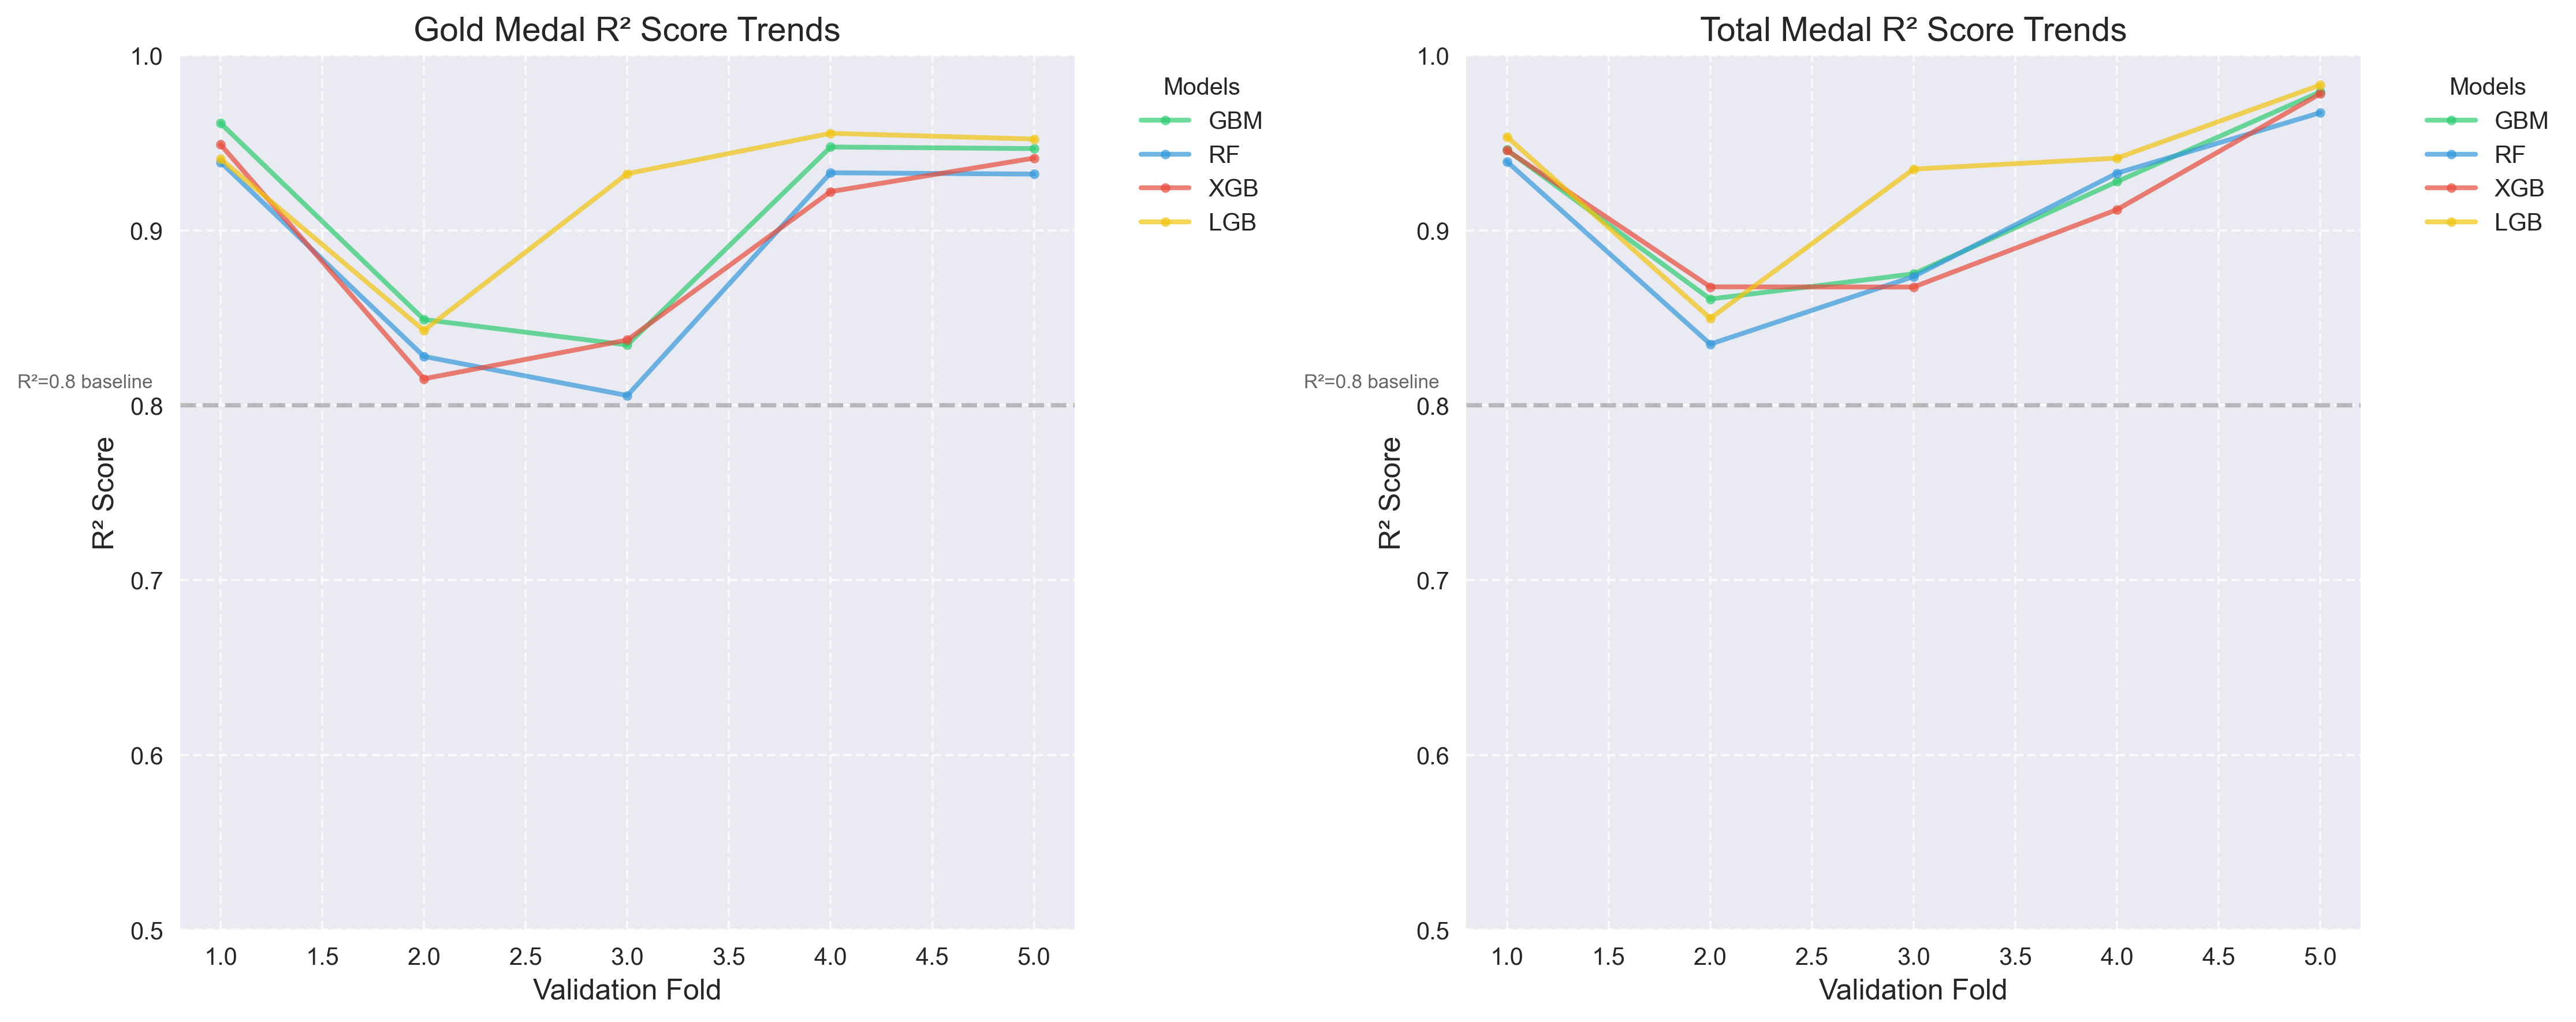 Gold Medal R² Score Trends
1.0
0.9
R²=0.8 baseline
0.8
0.7
0.6
0.5
R² Score
1.0 1.5 2.0 2.5 3.0 3.5 4.0 4.5 5.0
Validation Fold
Models
GBM
RF
XGB
LGB
Total Medal R² Score Trends
1.0
0.9
R²=0.8 baseline
0.8
0.7
0.6
0.5
R² Score
1.0 1.5 2.0 2.5 3.0 3.5 4.0 4.5 5.0
Validation Fold
Models
GBM
RF
XGB
LGB